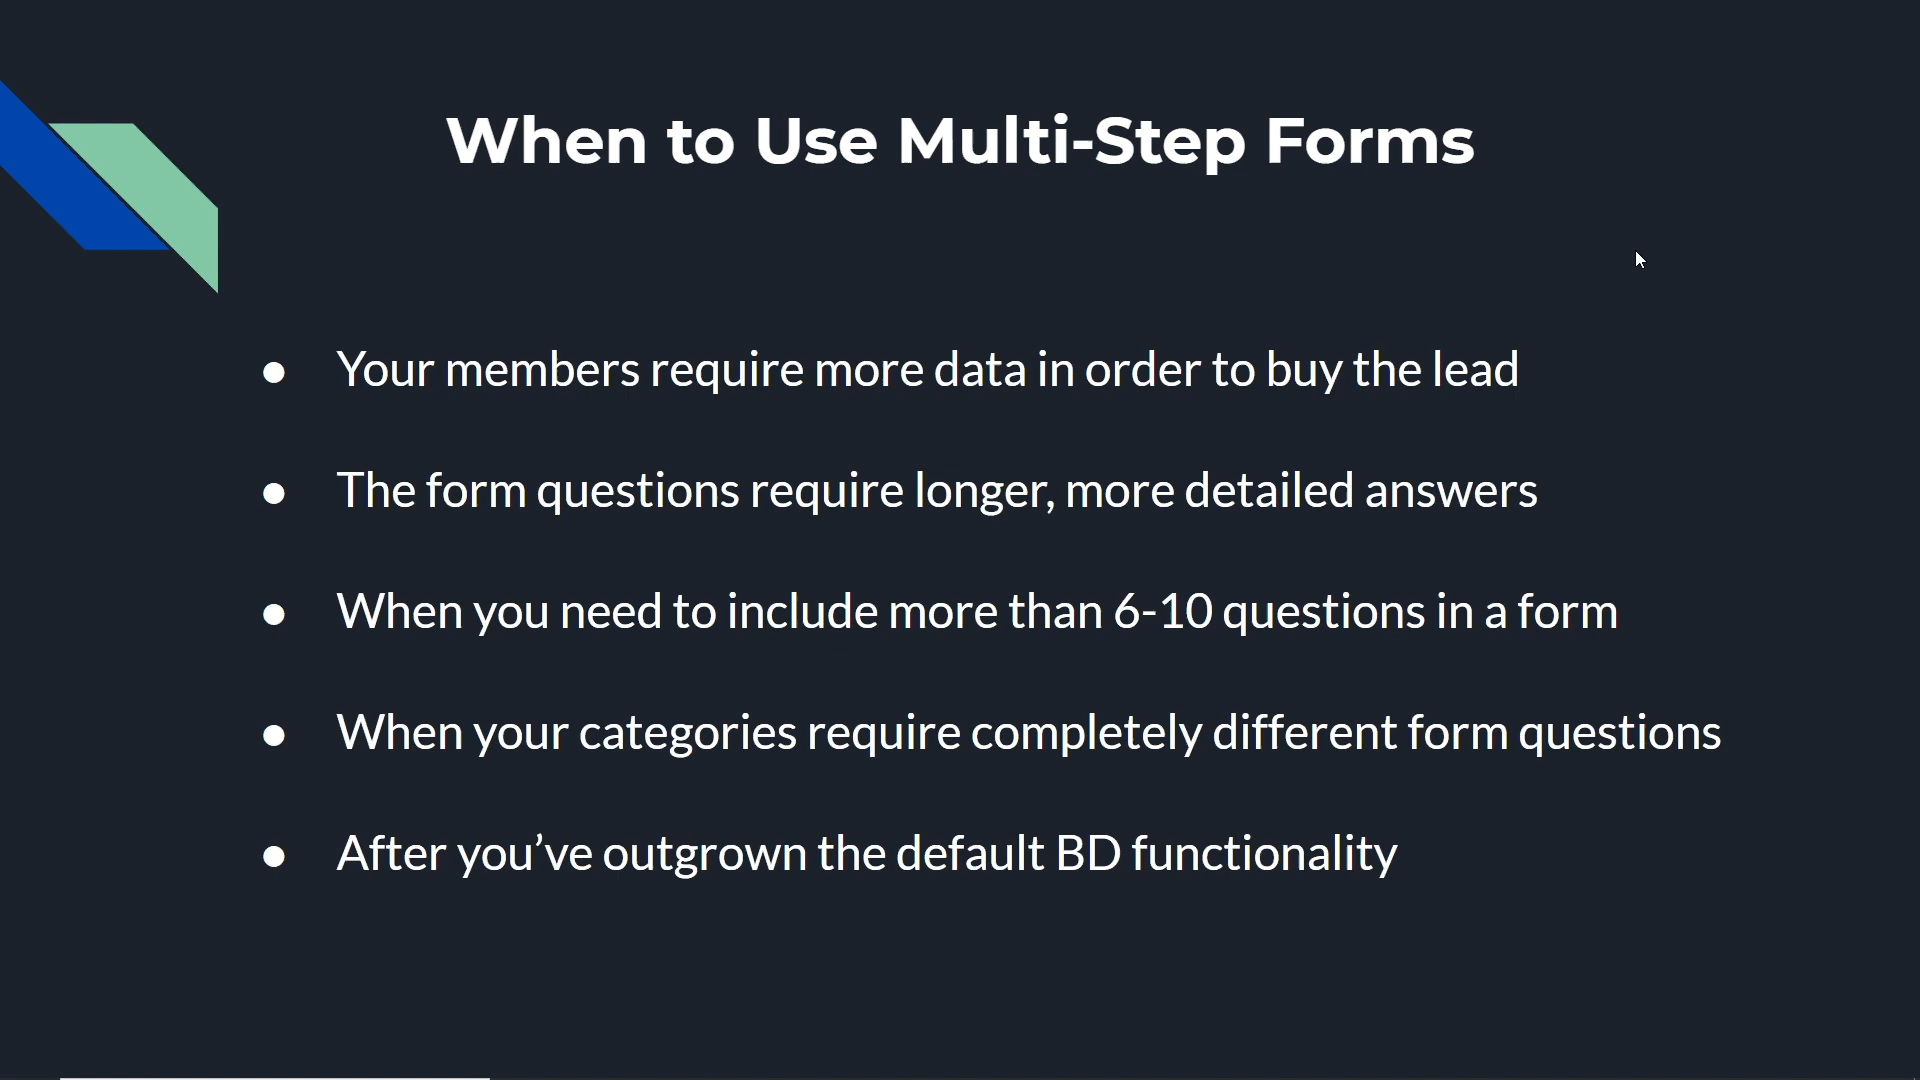 When to Use Multi-Step Forms
● Your members require more data in order to buy the lead
● The form questions require longer, more detailed answers
● When you need to include more than 6-10 questions in a form
● When your categories require completely different form questions
● After you’ve outgrown the default BD functionality